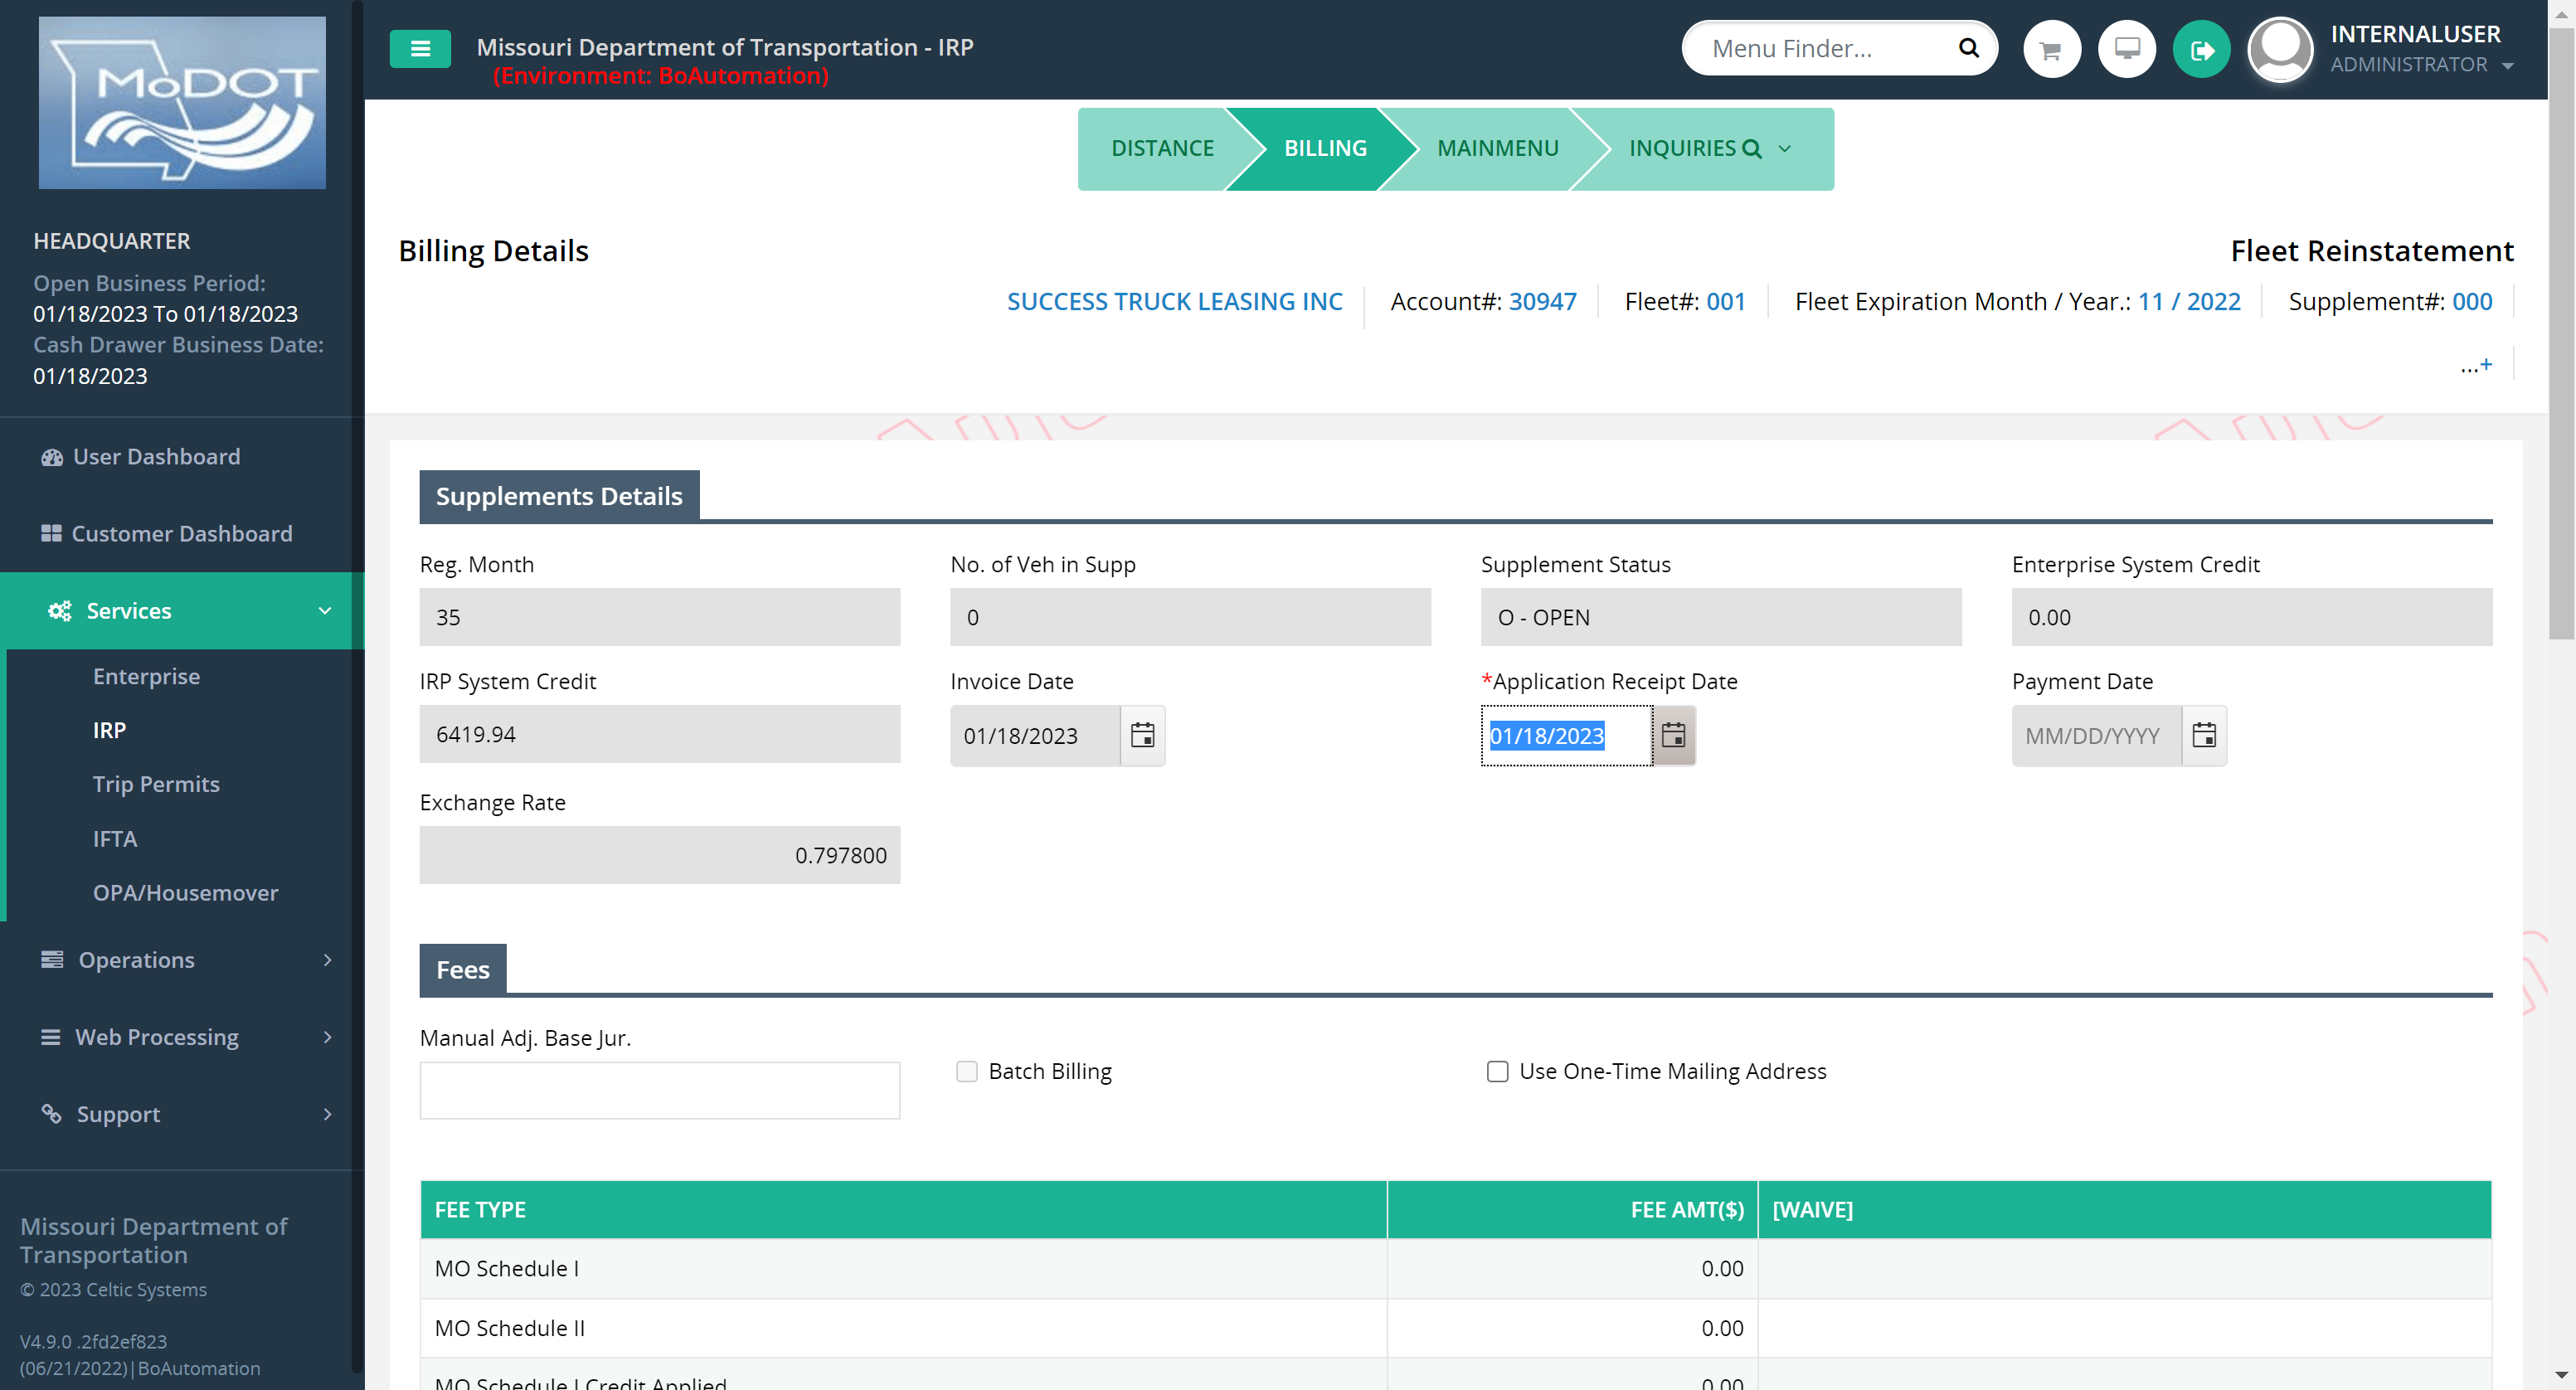 MoDOT
Missouri Department of Transportation - IRP
(Environment: BoAutomation)
Menu Finder...
INTERNALUSER
ADMINISTRATOR
HEADQUARTER
Open Business Period:
01/18/2023 To 01/18/2023
Cash Drawer Business Date:
01/18/2023
User Dashboard
Customer Dashboard
Services
Enterprise
IRP
Trip Permits
IFTA
OPA/Housemover
Operations
Web Processing
Support
Missouri Department of
Transportation
© 2023 Celtic Systems
V4.9.0 .2fd2ef823
(06/21/2022)|BoAutomation
DISTANCE BILLING MAINMENU INQUIRIES
Billing Details
Fleet Reinstatement
SUCCESS TRUCK LEASING INC Account#: 30947 Fleet#: 001 Fleet Expiration Month / Year.: 11 / 2022 Supplement#: 000
...+
Supplements Details
Reg. Month No. of Veh in Supp Supplement Status Enterprise System Credit
35 0 O - OPEN 0.00
IRP System Credit Invoice Date *Application Receipt Date Payment Date
6419.94 01/18/2023 01/18/2023 MM/DD/YYYY
Exchange Rate
0.797800
Fees
Manual Adj. Base Jur.
Batch Billing Use One-Time Mailing Address
FEE TYPE FEE AMT($) [WAIVE]
MO Schedule I 0.00
MO Schedule II 0.00
MO Schedule I Credit Applied 0.00